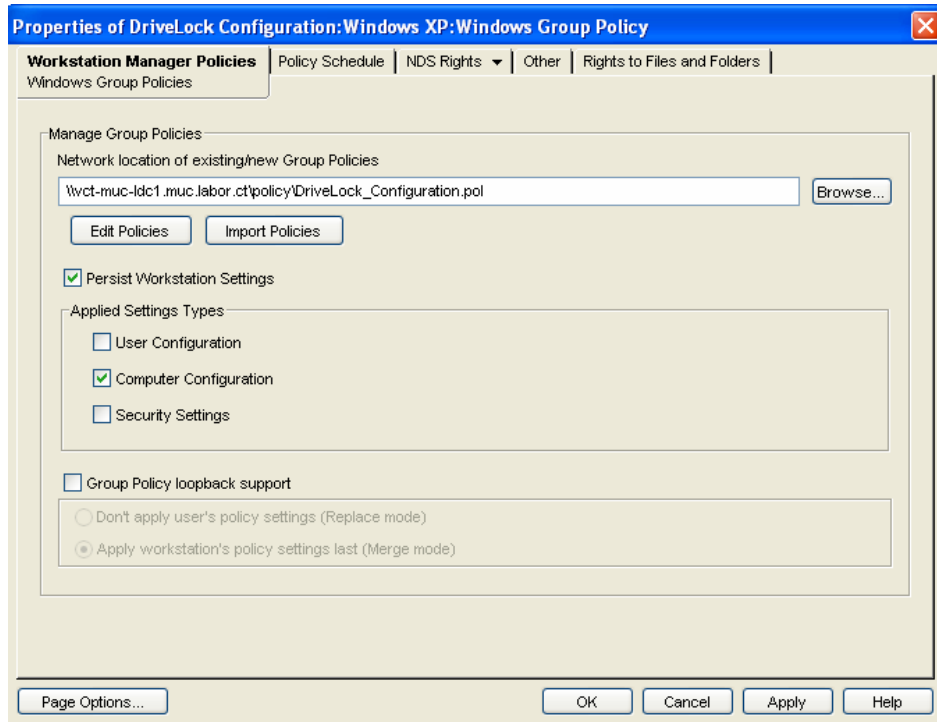 Properties of DriveLock Configuration:Windows XP:Windows Group Policy
Workstation Manager Policies Policy Schedule NDS Rights Other Rights to Files and Folders
Windows Group Policies
Manage Group Policies
Network location of existing/new Group Policies
\\vct-muc-ldc1.muc.labor.ct\policy\DriveLock_Configuration.pol Browse...
Edit Policies Import Policies
Persist Workstation Settings
Applied Settings Types
User Configuration
Computer Configuration
Security Settings
Group Policy loopback support
Don't apply user's policy settings (Replace mode)
Apply workstation's policy settings last (Merge mode)
Page Options... OK Cancel Apply Help